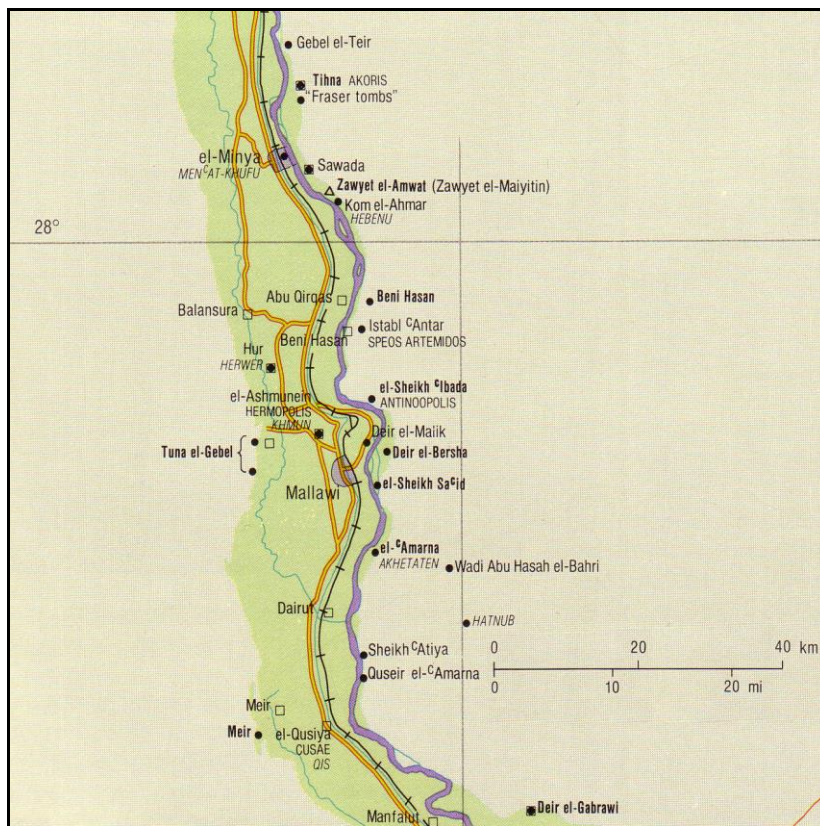 Gebel el-Teir
Tihna AKORIS
"Fraser tombs"
el-Minya
MENᶜAT-KHUFU
Sawada
Zawyet el-Amwat (Zawyet el-Maiyitin)
Kom el-Ahmar
HEBENU
28°
Abu Qirqas
Beni Hasan
Balansura
Istabl ᶜAntar
Beni Hasan
SPEOS ARTEMIDOS
Hur
HERWER
el-Sheikh ᶜIbada
ANTINOOPOLIS
el-Ashmunein
HERMOPOLIS
KHMUN
Deir el-Malik
Tuna el-Gebel
Deir el-Bersha
Mallawi
el-Sheikh Saᶜid
el-ᶜAmarna
AKHETATEN
Wadi Abu Hasah el-Bahri
Dairut
HATNUB
Sheikh ᶜAtiya
0 20 40 km
Quseir el-ᶜAmarna
0 10 20 mi
Meir
Meir
el-Qusiya
CUSAE
QIS
Deir el-Gabrawi
Manfalut